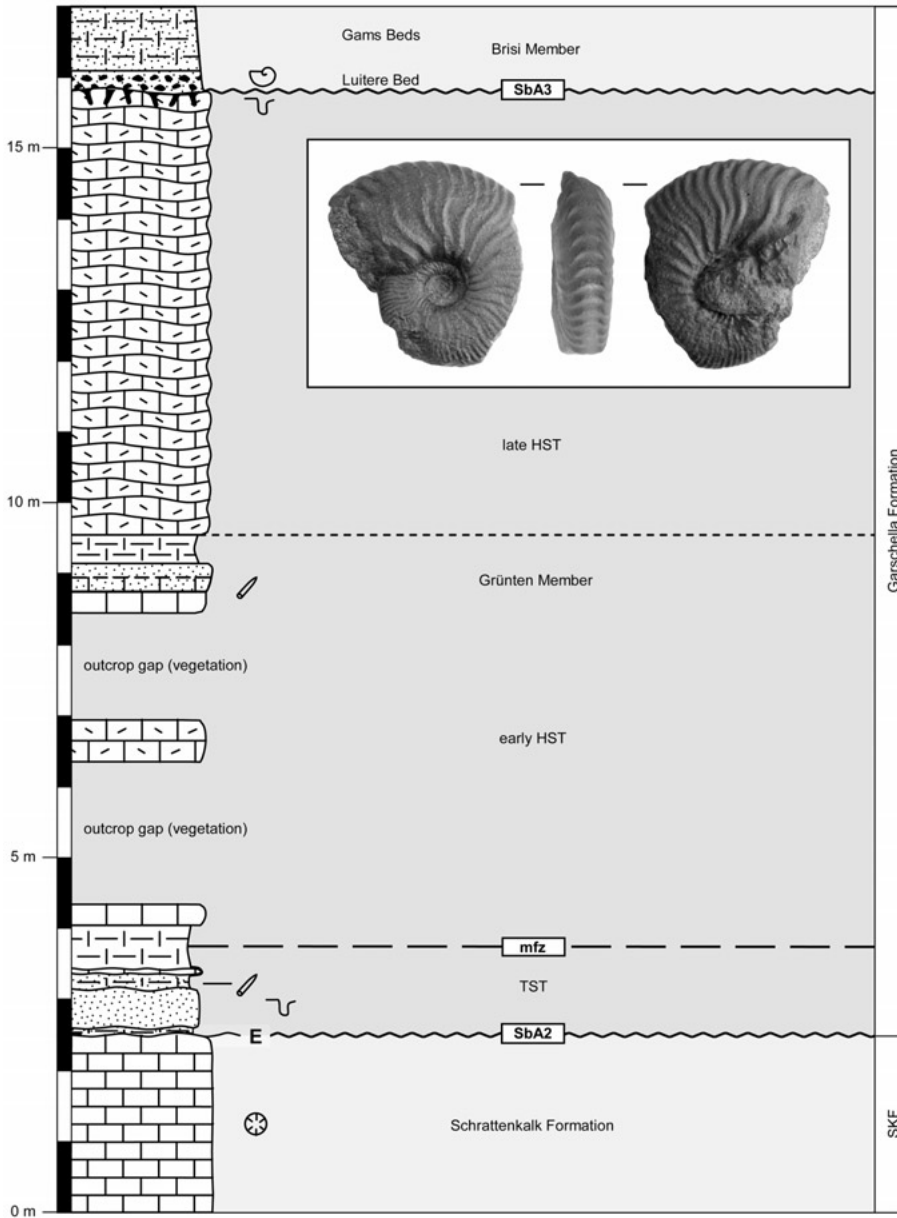 Gams Beds
Brisi Member
Luitere Bed
SbA3
15 m
late HST
10 m
Grünten Member
outcrop gap (vegetation)
early HST
outcrop gap (vegetation)
5 m
mfz
TST
E
SbA2
Schrattenkalk Formation
0 m
Garschella Formation
SKF